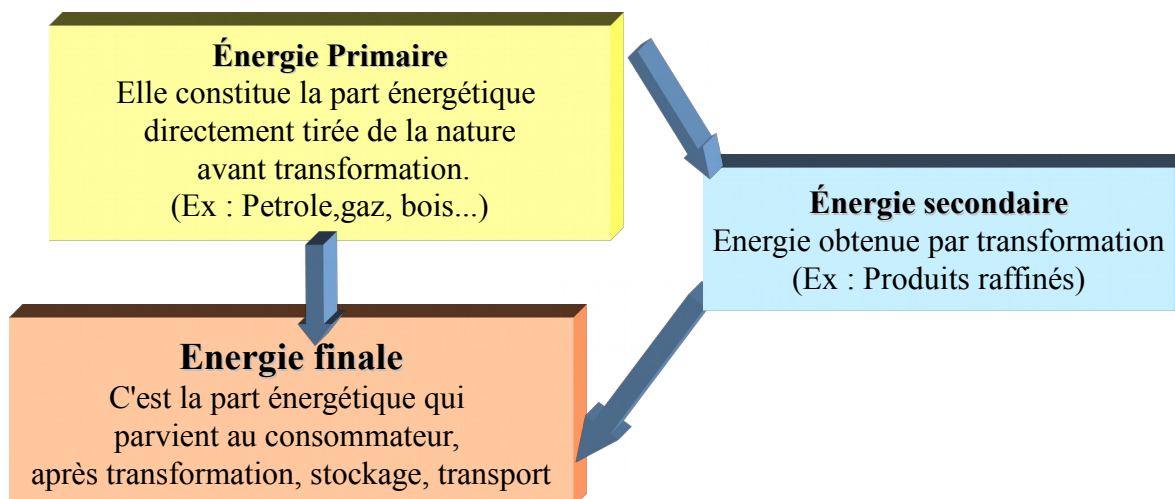 Énergie Primaire
Elle constitue la part énergétique
directement tirée de la nature
avant transformation.
(Ex : Petrole,gaz, bois...)
Énergie secondaire
Energie obtenue par transformation
(Ex : Produits raffinés)
Energie finale
C'est la part énergétique qui
parvient au consommateur,
après transformation, stockage, transport